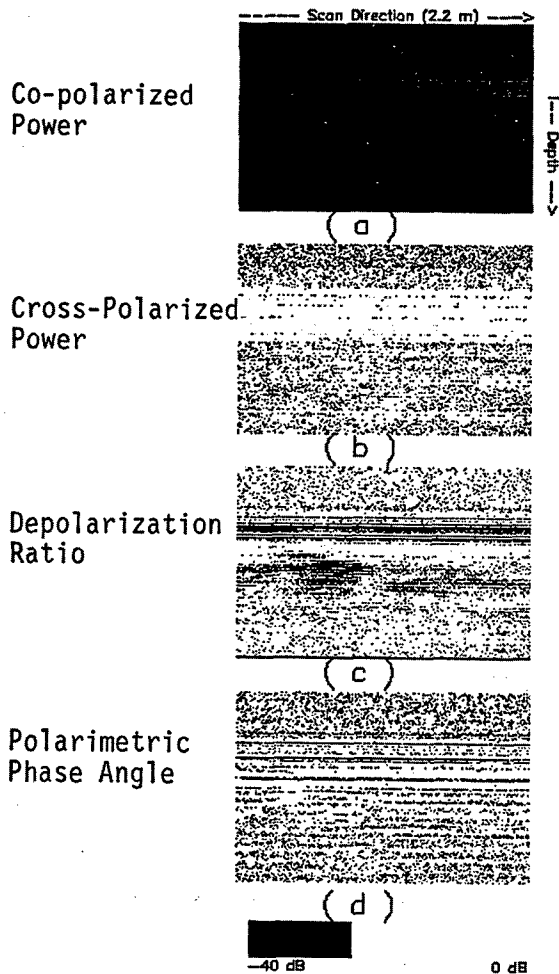 ----- Scan Direction (2.2 m) ---->
Co-polarized
Power
|--- Depth --->
( a )
Cross-Polarized
Power
( b )
Depolarization
Ratio
( c )
Polarimetric
Phase Angle
( d )
-40 dB
0 dB